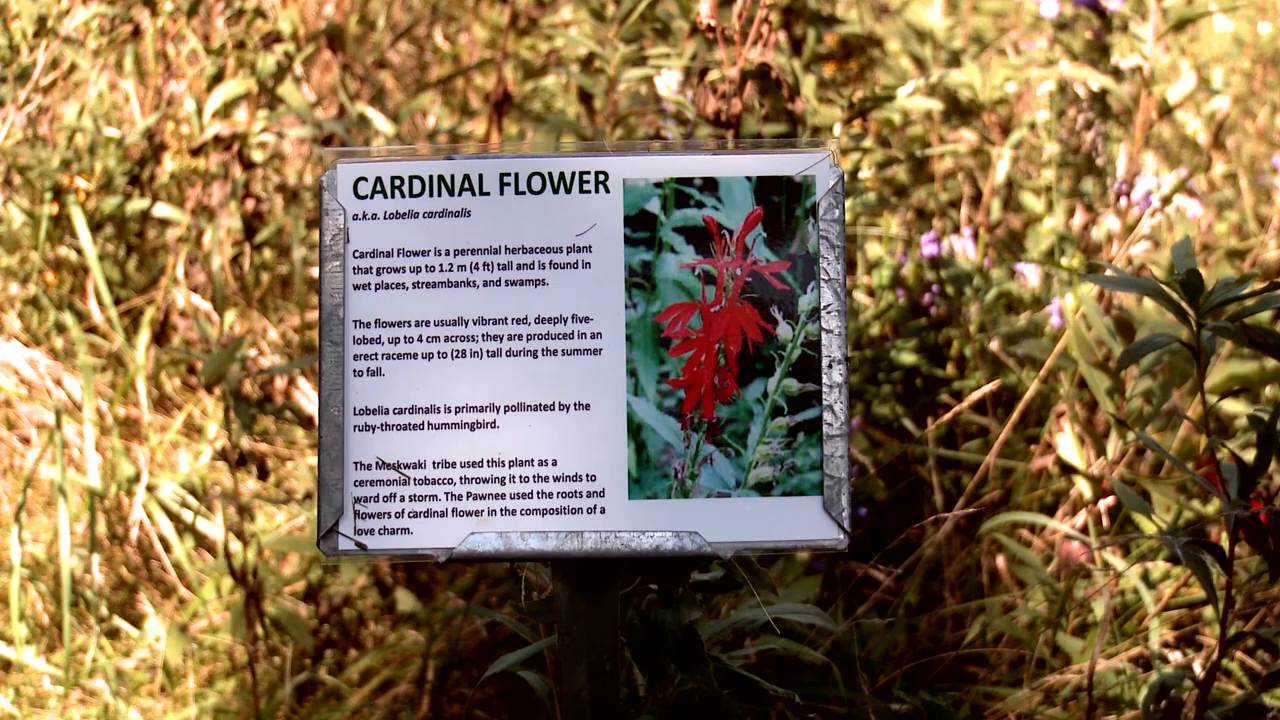 CARDINAL FLOWER
a.k.a. Lobelia cardinalis
Cardinal Flower is a perennial herbaceous plant
that grows up to 1.2 m (4 ft) tall and is found in
wet places, streambanks, and swamps.
The flowers are usually vibrant red, deeply five-
lobed, up to 4 cm across; they are produced in an
erect raceme up to (28 in) tall during the summer
to fall.
Lobelia cardinalis is primarily pollinated by the
ruby-throated hummingbird.
The Meskwaki tribe used this plant as a
ceremonial tobacco, throwing it to the winds to
ward off a storm. The Pawnee used the roots and
flowers of cardinal flower in the composition of a
love charm.